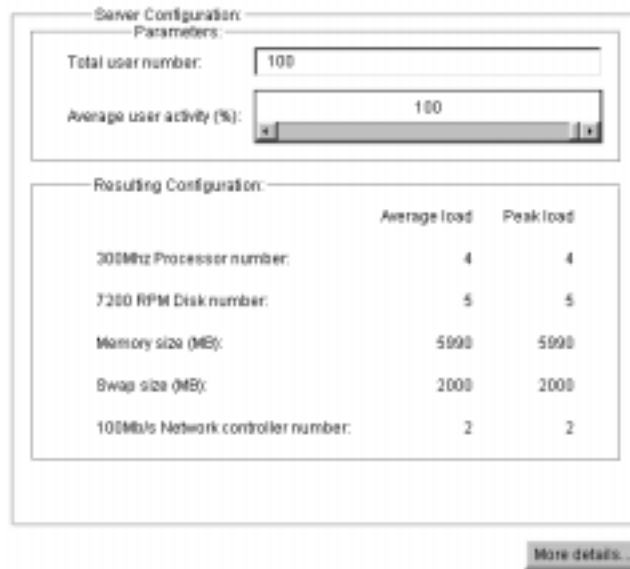 Server Configuration:
Parameters:
Total user number: 100
Average user activity (%): 100
Resulting Configuration:
Average load Peak load
300Mhz Processor number: 4 4
7200 RPM Disk number: 5 5
Memory size (MB): 5990 5990
Swap size (MB): 2000 2000
100Mb/s Network controller number: 2 2
More details...